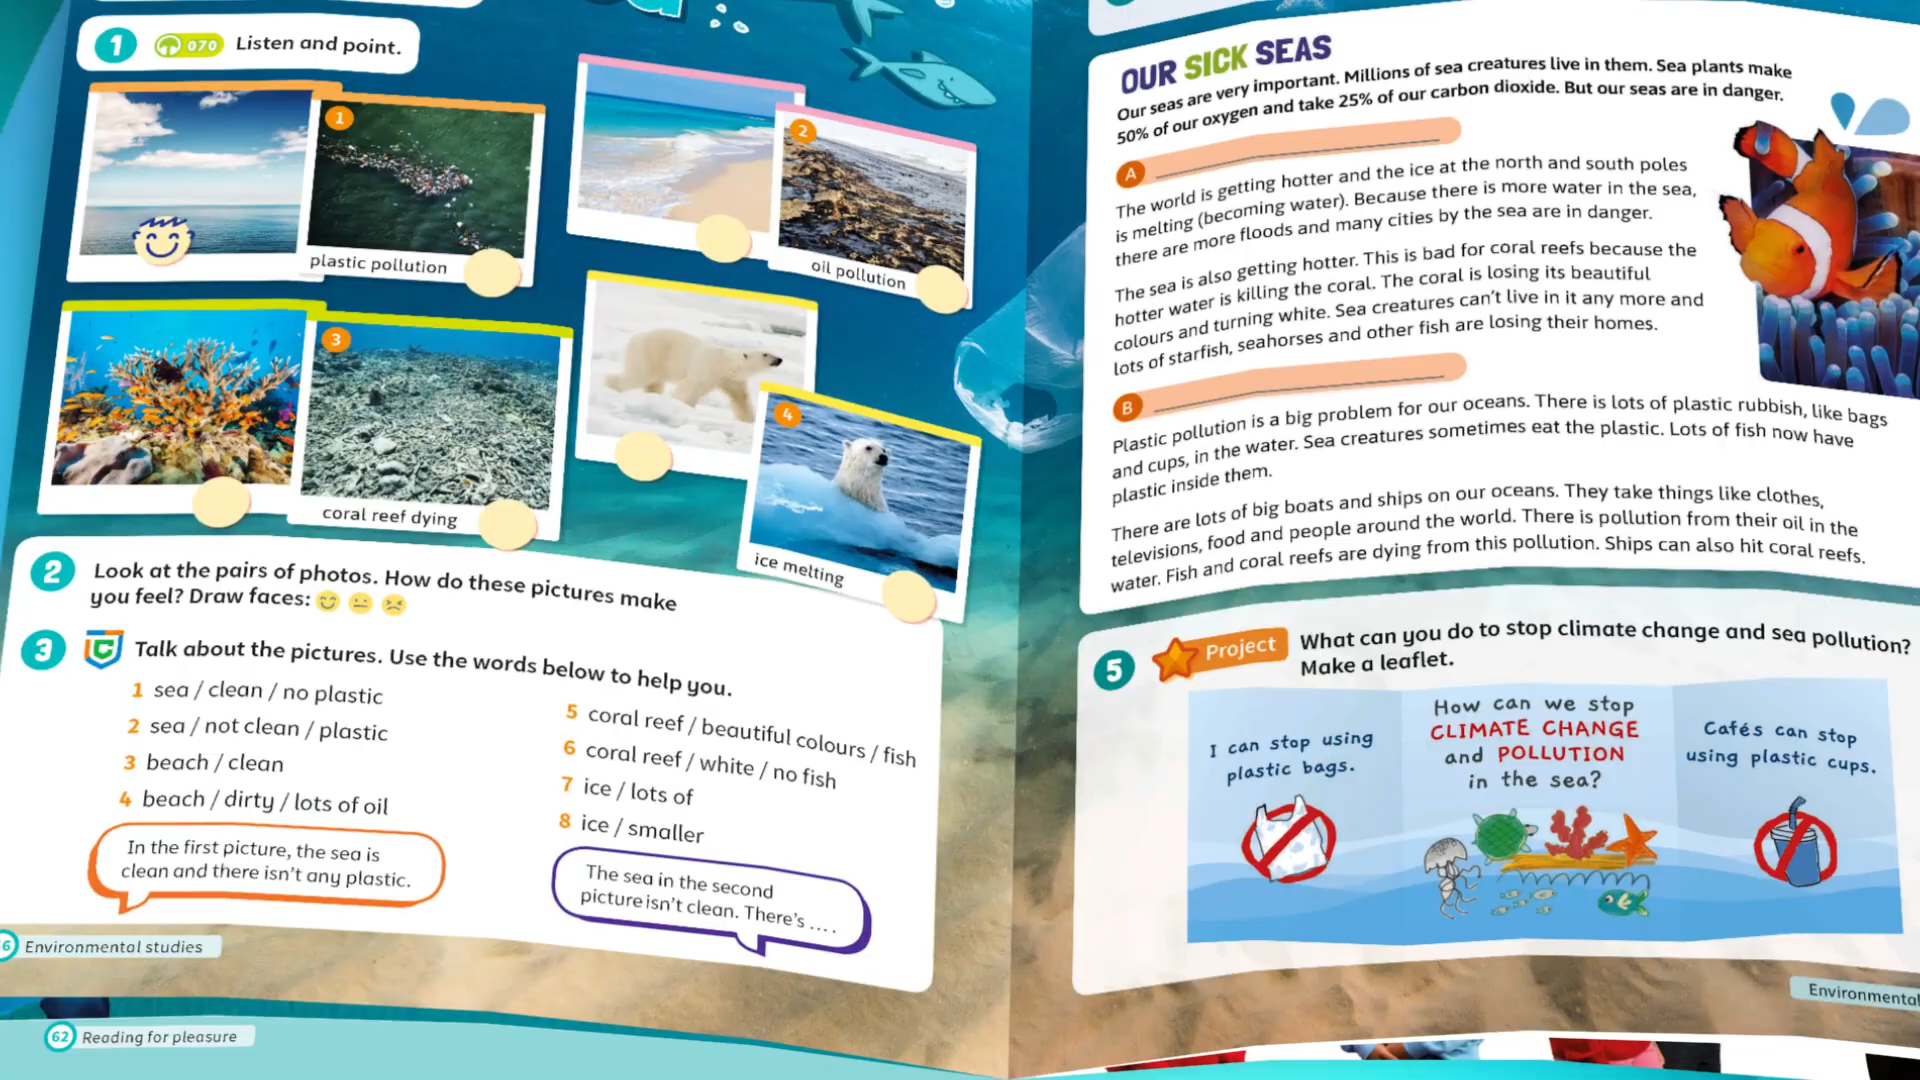 1 070 Listen and point.
1
plastic pollution
2
oil pollution
3
coral reef dying
4
ice melting
2 Look at the pairs of photos. How do these pictures make
you feel? Draw faces:
3 Talk about the pictures. Use the words below to help you.
1 sea / clean / no plastic
2 sea / not clean / plastic
3 beach / clean
4 beach / dirty / lots of oil
5 coral reef / beautiful colours / fish
6 coral reef / white / no fish
7 ice / lots of
8 ice / smaller
In the first picture, the sea is
clean and there isn't any plastic.
The sea in the second
picture isn't clean. There's ....
6 Environmental studies
62 Reading for pleasure
OUR SICK SEAS
Our seas are very important. Millions of sea creatures live in them. Sea plants make
50% of our oxygen and take 25% of our carbon dioxide. But our seas are in danger.
A
The world is getting hotter and the ice at the north and south poles
is melting (becoming water). Because there is more water in the sea,
there are more floods and many cities by the sea are in danger.
The sea is also getting hotter. This is bad for coral reefs because the
hotter water is killing the coral. The coral is losing its beautiful
colours and turning white. Sea creatures can't live in it any more and
lots of starfish, seahorses and other fish are losing their homes.
B
Plastic pollution is a big problem for our oceans. There is lots of plastic rubbish, like bags
and cups, in the water. Sea creatures sometimes eat the plastic. Lots of fish now have
plastic inside them.
There are lots of big boats and ships on our oceans. They take things like clothes,
televisions, food and people around the world. There is pollution from their oil in the
water. Fish and coral reefs are dying from this pollution. Ships can also hit coral reefs.
5 Project What can you do to stop climate change and sea pollution?
Make a leaflet.
I can stop using
plastic bags.
How can we stop
CLIMATE CHANGE
and POLLUTION
in the sea?
Cafés can stop
using plastic cups.
Environmental